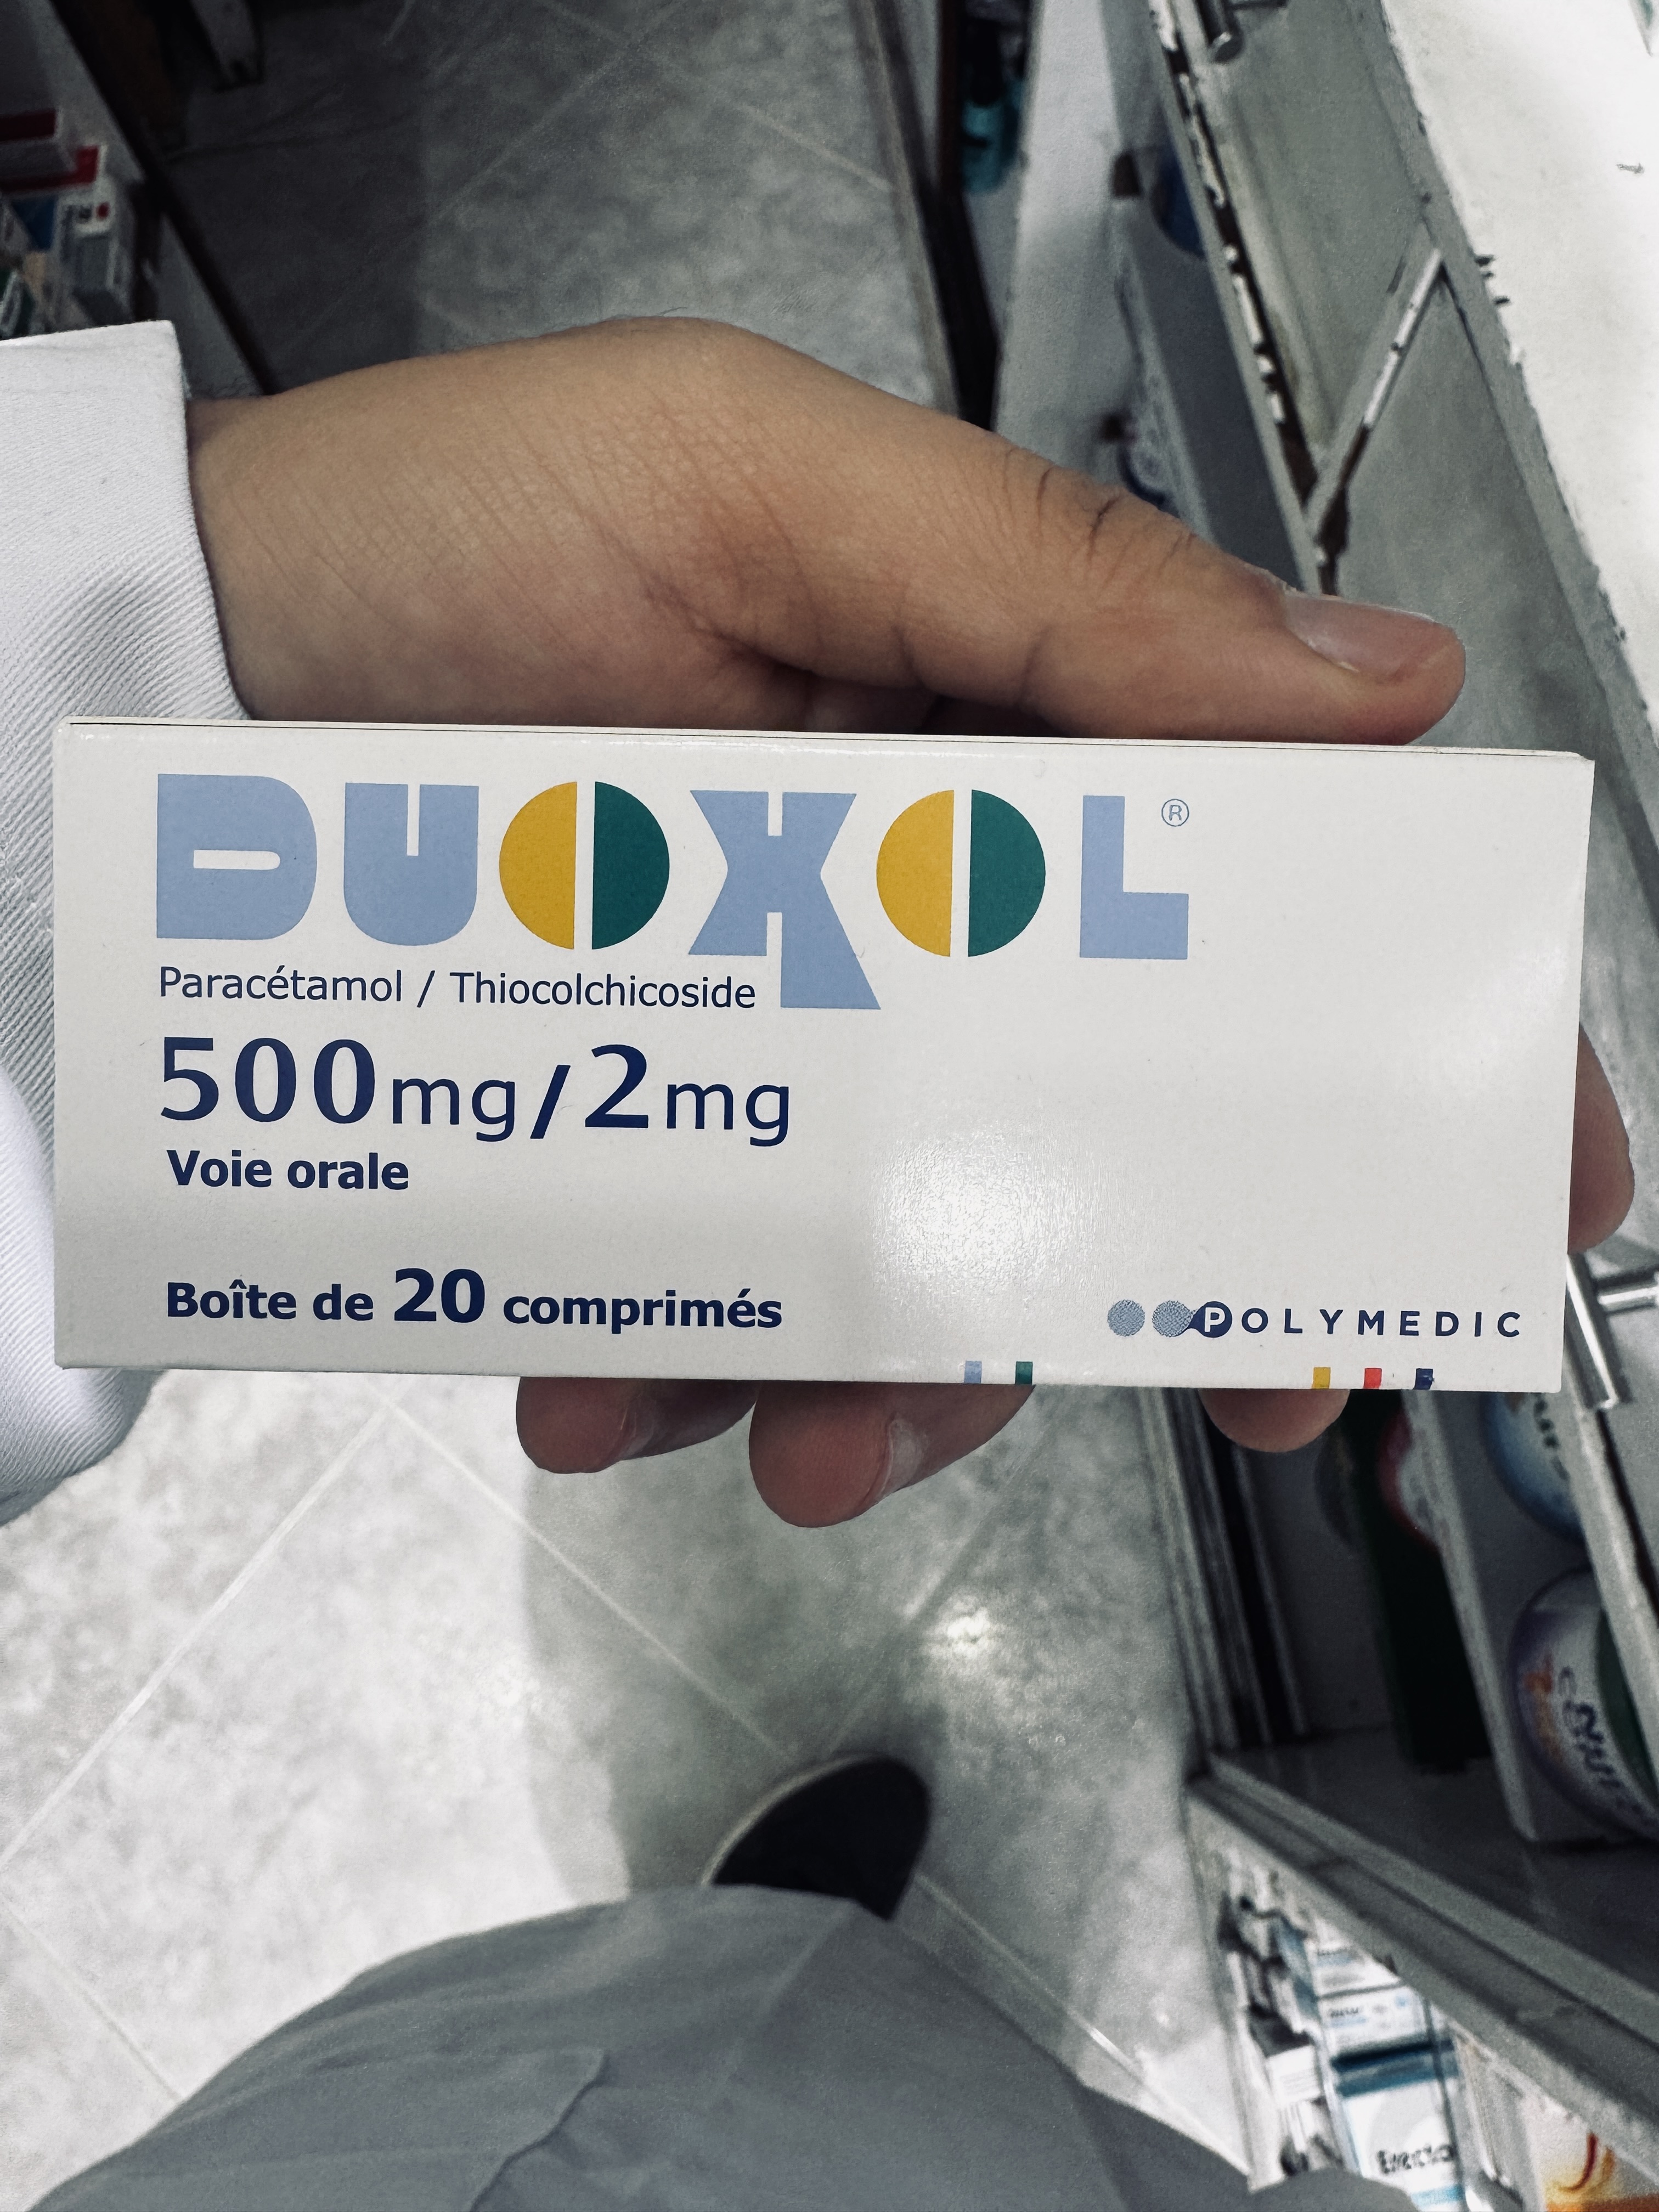 DUOXOL®
Paracétamol / Thiocolchicoside
500mg/2mg
Voie orale
Boîte de 20 comprimés
POLYMEDIC